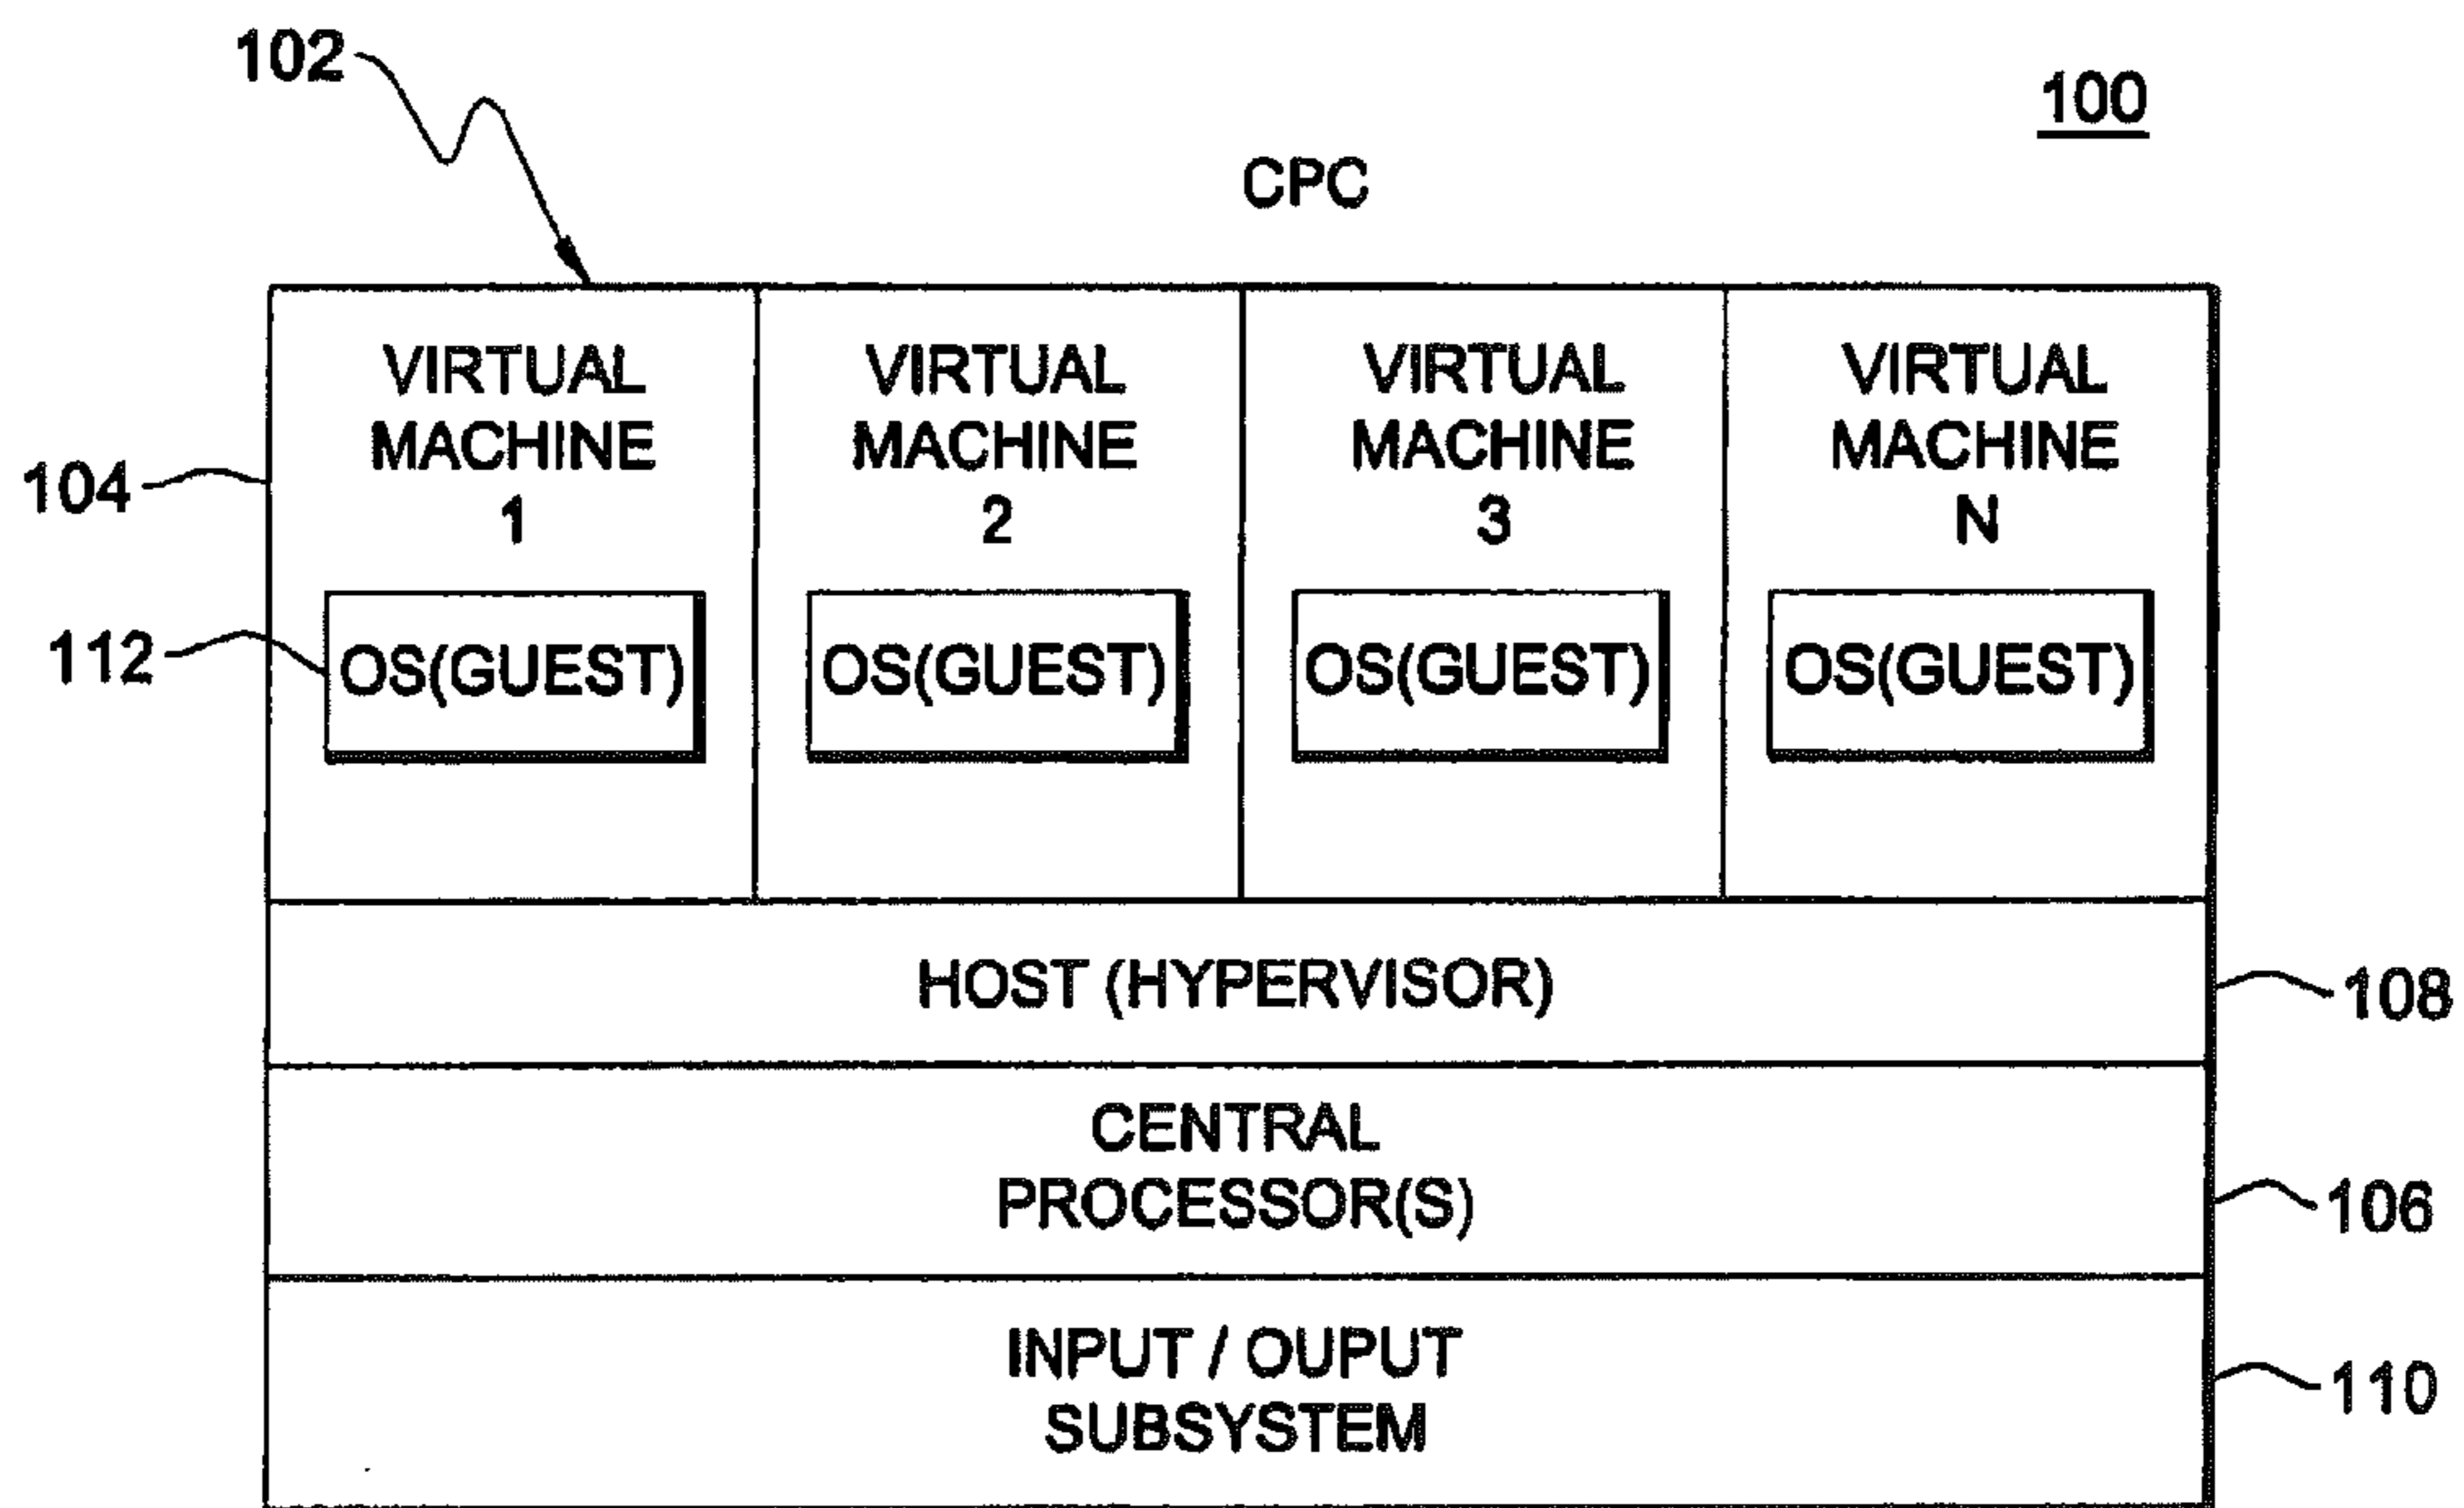 102
100
CPC
VIRTUAL
MACHINE
1
VIRTUAL
MACHINE
2
VIRTUAL
MACHINE
3
VIRTUAL
MACHINE
N
104
112
OS(GUEST)
OS(GUEST)
OS(GUEST)
OS(GUEST)
HOST (HYPERVISOR)
108
CENTRAL
PROCESSOR(S)
106
INPUT / OUPUT
SUBSYSTEM
110